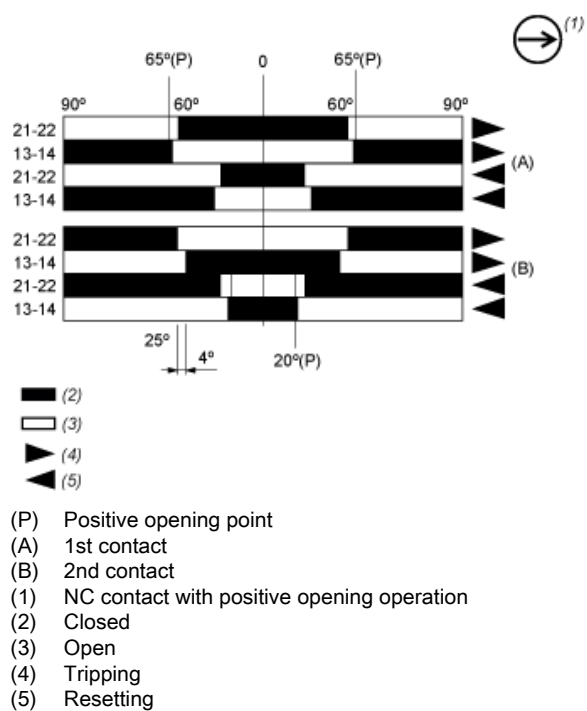 (1)
65º(P) 0 65º(P)
90º 60º 60º 90º
21-22
13-14
(A)
21-22
13-14
21-22
13-14
(B)
21-22
13-14
25º
4º
20º(P)
(2)
(3)
(4)
(5)
(P) Positive opening point
(A) 1st contact
(B) 2nd contact
(1) NC contact with positive opening operation
(2) Closed
(3) Open
(4) Tripping
(5) Resetting